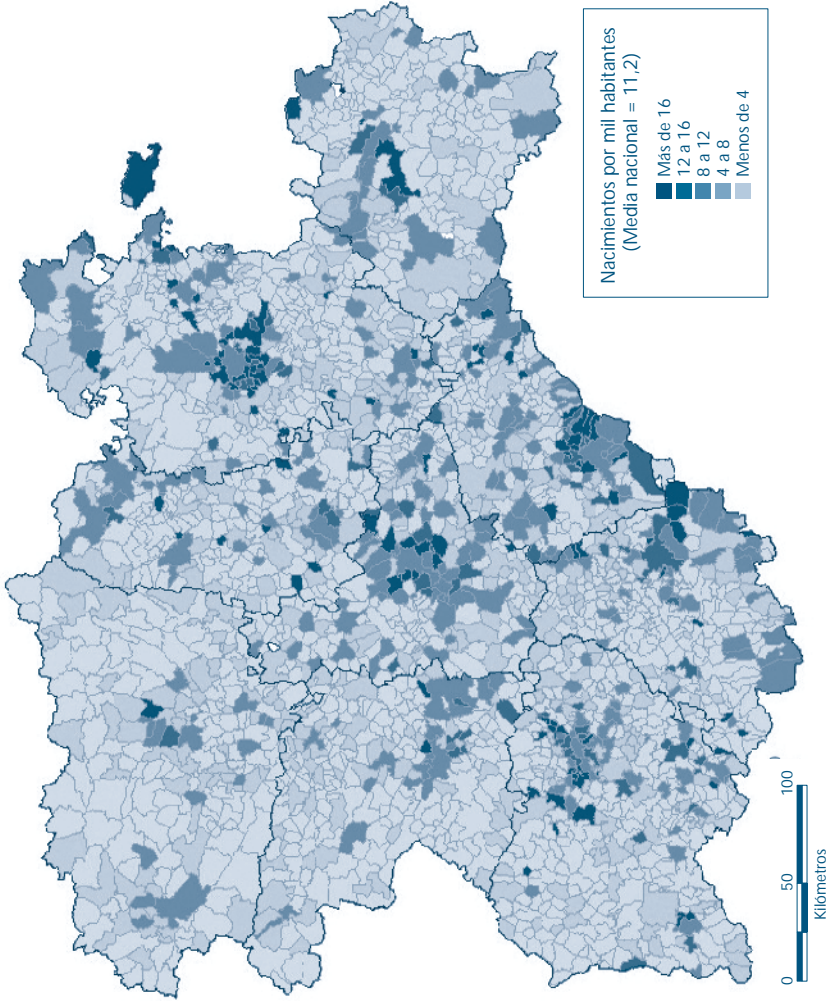 Nacimientos por mil habitantes
(Media nacional = 11,2)
Más de 16
12 a 16
8 a 12
4 a 8
Menos de 4
0 50 100
Kilómetros